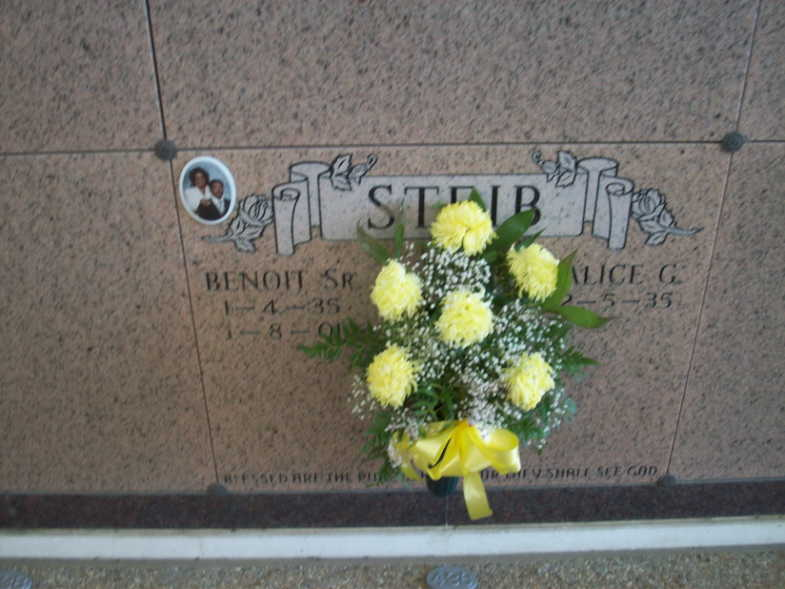 STEIB
BENOIT SR ALICE G.
1-4-35 2-5-35
1-8-01
BLESSED ARE THE THEY SHALL SEE GOD